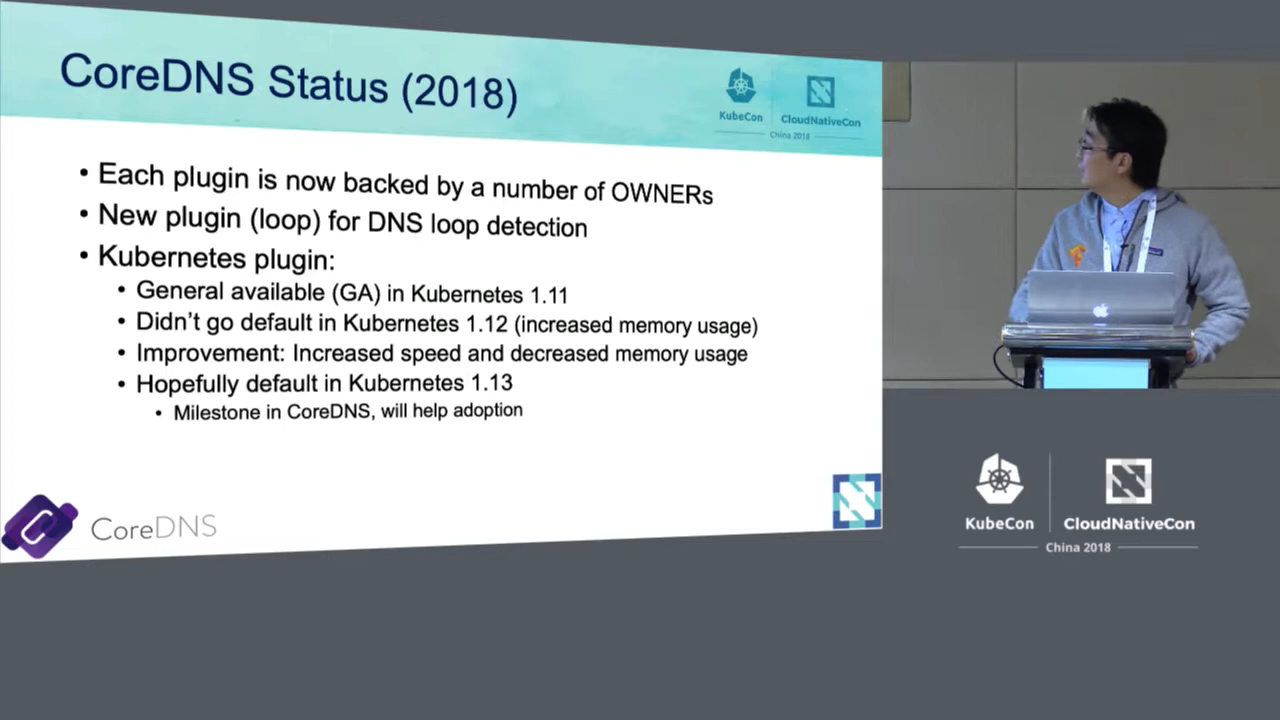 CoreDNS Status (2018)
KubeCon
CloudNativeCon
China 2018
• Each plugin is now backed by a number of OWNERs
• New plugin (loop) for DNS loop detection
• Kubernetes plugin:
• General available (GA) in Kubernetes 1.11
• Didn't go default in Kubernetes 1.12 (increased memory usage)
• Improvement: Increased speed and decreased memory usage
• Hopefully default in Kubernetes 1.13
• Milestone in CoreDNS, will help adoption
CoreDNS
KubeCon
CloudNativeCon
China 2018